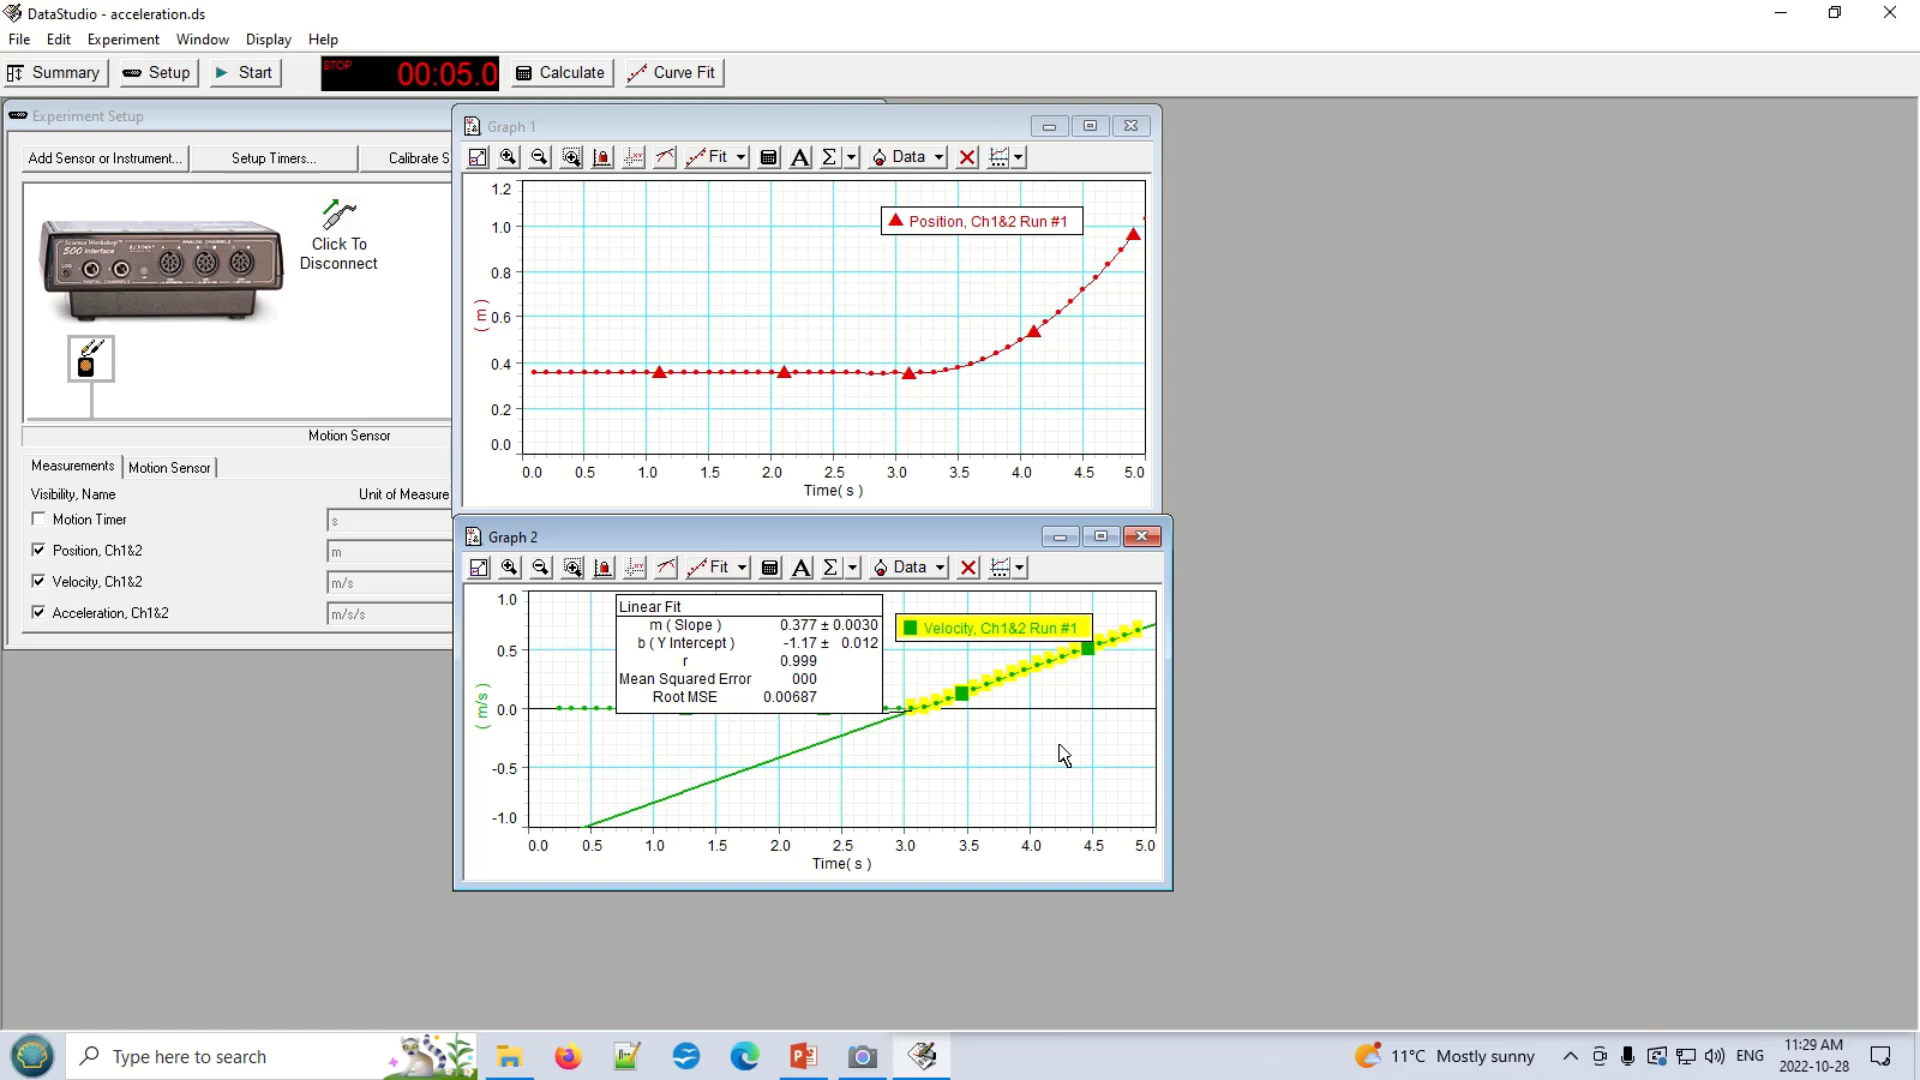 DataStudio - acceleration.ds
File Edit Experiment Window Display Help
Summary Setup Start STOP 00:05.0 Calculate Curve Fit
Experiment Setup
Add Sensor or Instrument... Setup Timers... Calibrate S
Science Workshop™
500 Interface
ANALOG CHANNELS
DIGITAL CHANNELS
Click To
Disconnect
Motion Sensor
Measurements Motion Sensor
Visibility, Name Unit of Measure
Motion Timer s
Position, Ch1&2 m
Velocity, Ch1&2 m/s
Acceleration, Ch1&2 m/s/s
Graph 1
Fit A Σ Data
1.2
1.0
0.8
0.6
0.4
0.2
0.0
( m )
Position, Ch1&2 Run #1
0.0 0.5 1.0 1.5 2.0 2.5 3.0 3.5 4.0 4.5 5.0
Time( s )
Graph 2
Fit A Σ Data
1.0
0.5
0.0
-0.5
-1.0
( m/s )
Linear Fit
m ( Slope ) 0.377 ± 0.0030
b ( Y Intercept ) -1.17 ± 0.012
r 0.999
Mean Squared Error 000
Root MSE 0.00687
Velocity, Ch1&2 Run #1
0.0 0.5 1.0 1.5 2.0 2.5 3.0 3.5 4.0 4.5 5.0
Time( s )
Type here to search
11°C Mostly sunny
ENG
11:29 AM
2022-10-28